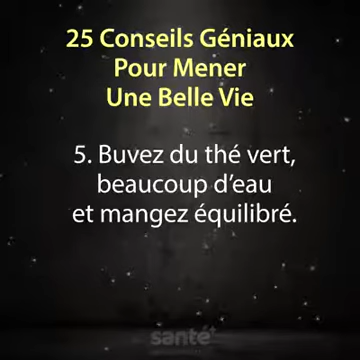 25 Conseils Géniaux
Pour Mener
Une Belle Vie
5. Buvez du thé vert,
beaucoup d’eau
et mangez équilibré.
santé+